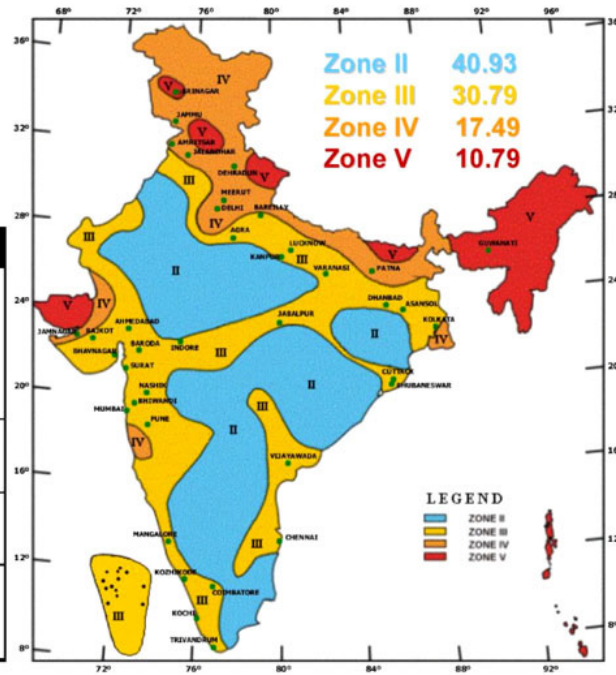 68° 72° 76° 80° 84° 88° 92° 96°
36°
32°
28°
24°
20°
16°
12°
8°
72° 76° 80° 84° 88° 92°
Zone II 40.93
Zone III 30.79
Zone IV 17.49
Zone V 10.79
IV
V
SRINAGAR
JAMMU
V
AMRITSAR
JALANDHAR
DEHRADUN
V
III
MEERUT
DELHI
BAREILLY
IV
AGRA
III
LUCKNOW
KANPUR
III
VARANASI
V
PATNA
V
GUWAHATI
II
V
IV
DHANBAD
ASANSOL
KOLKATA
IV
JAMNAGAR
RAJKOT
AHMEDABAD
JABALPUR
II
BHAVNAGAR
BARODA
INDORE
III
SURAT
CUTTACK
BHUBANESWAR
NASHIK
II
BHIWANDI
MUMBAI
III
PUNE
II
IV
VIJEYAWADA
LEGEND
ZONE II
ZONE III
ZONE IV
ZONE V
MANGALORE
CHENNAI
III
KOZHIKODE
COIMBATORE
III
III
KOCHI
TRIVANDRUM